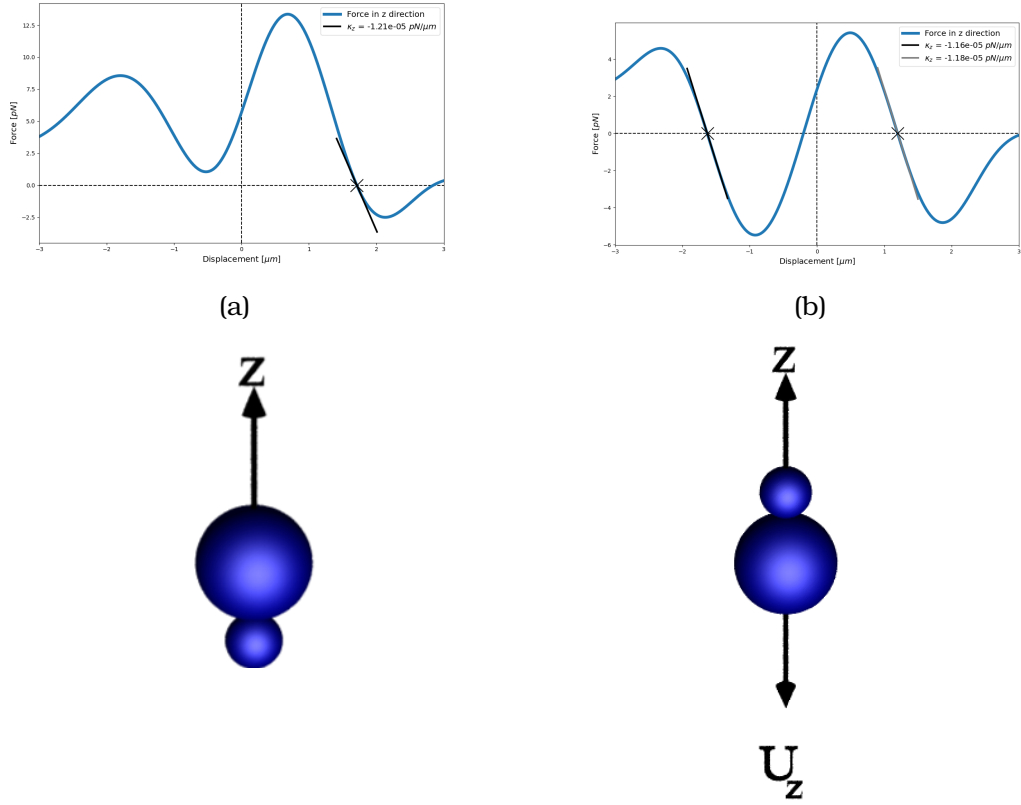 Force in z direction
κz = -1.21e-05 pN/μm
12.5
10.0
7.5
5.0
2.5
0.0
−2.5
Force [pN]
−3 −2 −1 0 1 2 3
Displacement [μm]
(a)
Force in z direction
κz = -1.16e-05 pN/μm
κz = -1.18e-05 pN/μm
4
2
0
−2
−4
−6
Force [pN]
−3 −2 −1 0 1 2 3
Displacement [μm]
(b)
Z
Z
Uz